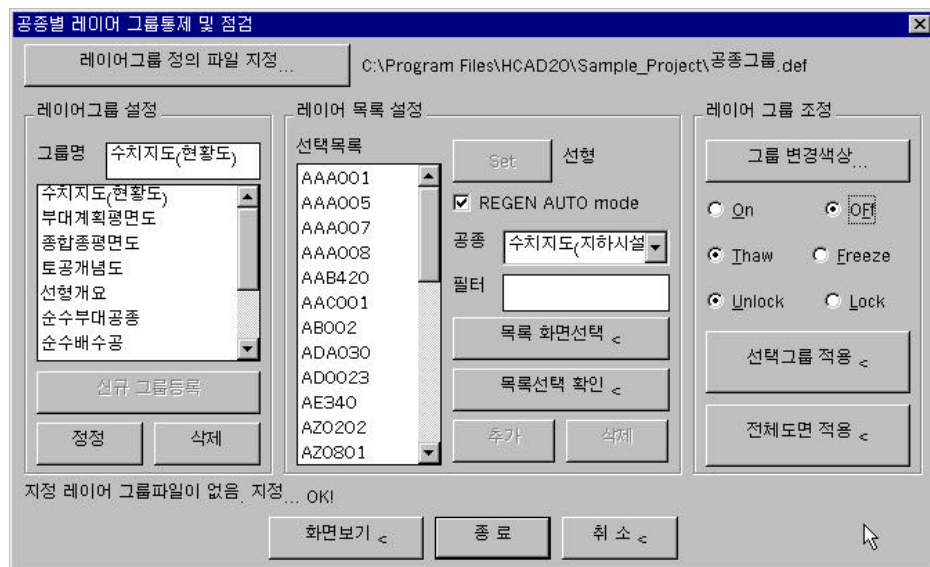 공종별 레이어 그룹통제 및 점검
레이어그룹 정의 파일 지정...
C:\Program Files\HCAD20\Sample_Project\공종그룹.def
레이어그룹 설정
그룹명
수치지도(현황도)
수치지도(현황도)
부대계획평면도
종합종평면도
토공개념도
선형개요
순수부대공종
순수배수공
신규 그룹등록
정정
삭제
레이어 목록 설정
선택목록
AAA001
AAA005
AAA007
AAA008
AAB420
AAC001
AB002
ADA030
AD0023
AE340
AZ0202
AZ0801
Set
선형
REGEN AUTO mode
공종
수치지도(지하시설
필터
목록 화면선택 <
목록선택 확인 <
추가
삭제
레이어 그룹 조정
그룹 변경색상...
On
OFf
Thaw
Freeze
Unlock
Lock
선택그룹 적용 <
전체도면 적용 <
지정 레이어 그룹파일이 없음. 지정... OK!
화면보기 <
종 료
취 소 <